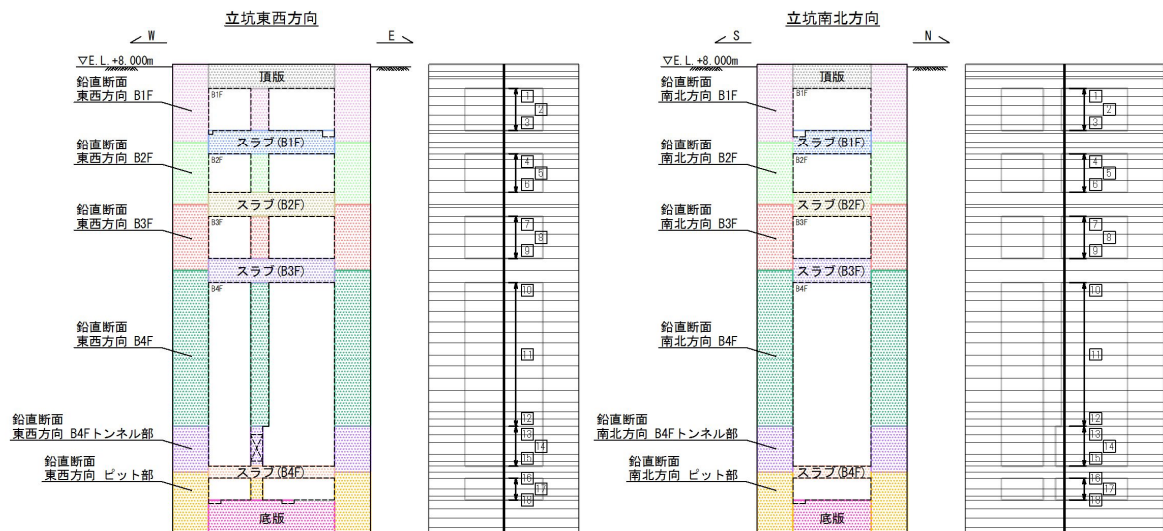 立坑東西方向
W
E
▽E.L.+8.000m
鉛直断面
東西方向 B1F
頂版
B1F
スラブ(B1F)
鉛直断面
東西方向 B2F
B2F
スラブ(B2F)
鉛直断面
東西方向 B3F
B3F
スラブ(B3F)
鉛直断面
東西方向 B4F
B4F
鉛直断面
東西方向 B4Fトンネル部
鉛直断面
東西方向 ピット部
スラブ(B4F)
底版
1
2
3
4
5
6
7
8
9
10
11
12
13
14
15
16
17
18
立坑南北方向
S
N
▽E.L.+8.000m
鉛直断面
南北方向 B1F
頂版
B1F
スラブ(B1F)
鉛直断面
南北方向 B2F
B2F
スラブ(B2F)
鉛直断面
南北方向 B3F
B3F
スラブ(B3F)
鉛直断面
南北方向 B4F
B4F
鉛直断面
南北方向 B4Fトンネル部
鉛直断面
南北方向 ピット部
スラブ(B4F)
底版
1
2
3
4
5
6
7
8
9
10
11
12
13
14
15
16
17
18